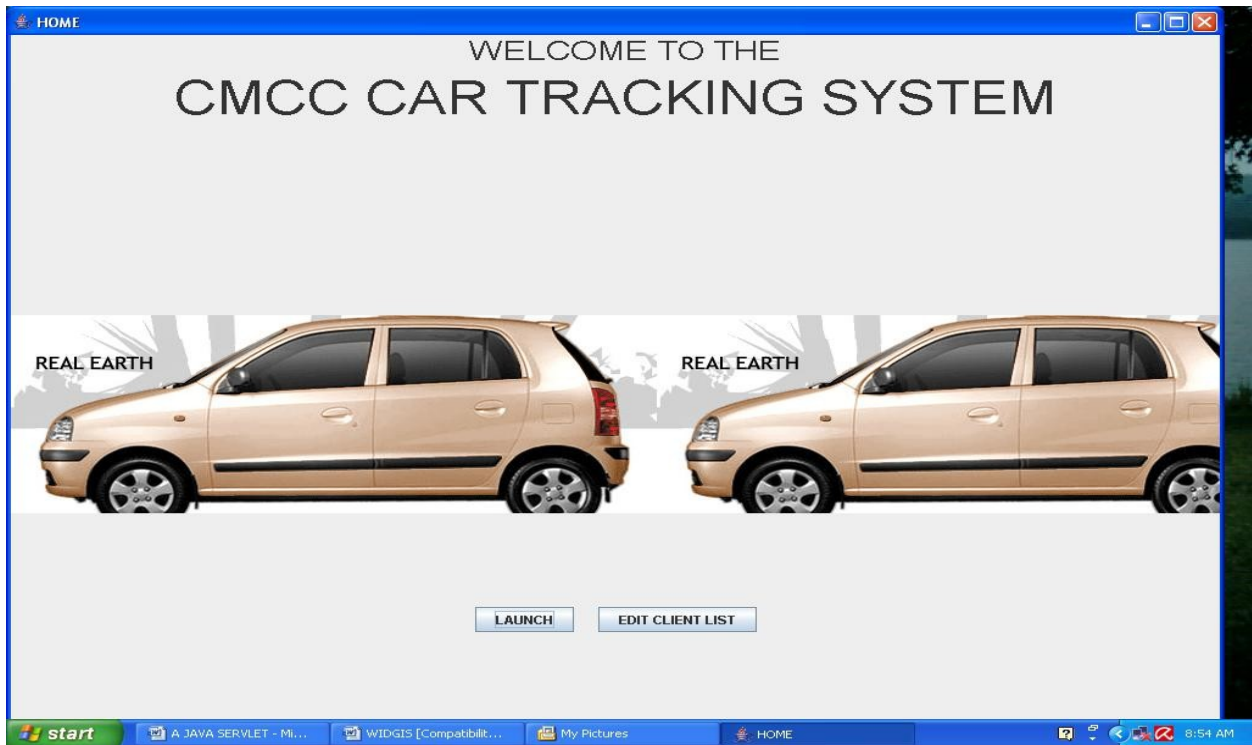 HOME
WELCOME TO THE
CMCC CAR TRACKING SYSTEM
REAL EARTH
REAL EARTH
LAUNCH
EDIT CLIENT LIST
start
A JAVA SERVLET - Mi...
WIDGIS [Compatibilit...
My Pictures
HOME
8:54 AM